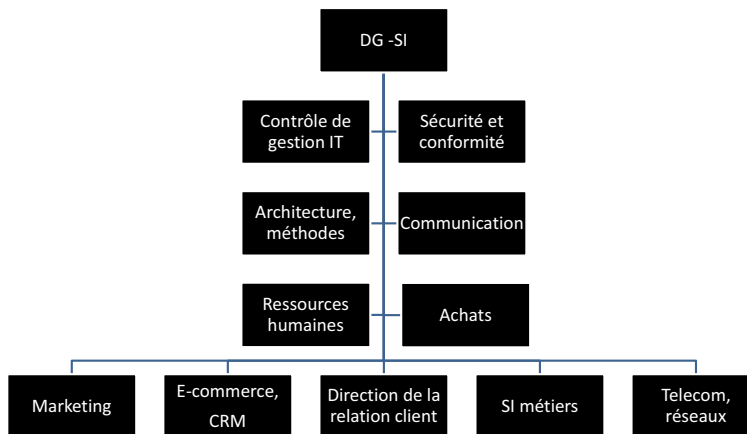 DG -SI
Contrôle de
gestion IT
Sécurité et
conformité
Architecture,
méthodes
Communication
Ressources
humaines
Achats
Marketing
E-commerce,
CRM
Direction de la
relation client
SI métiers
Telecom,
réseaux